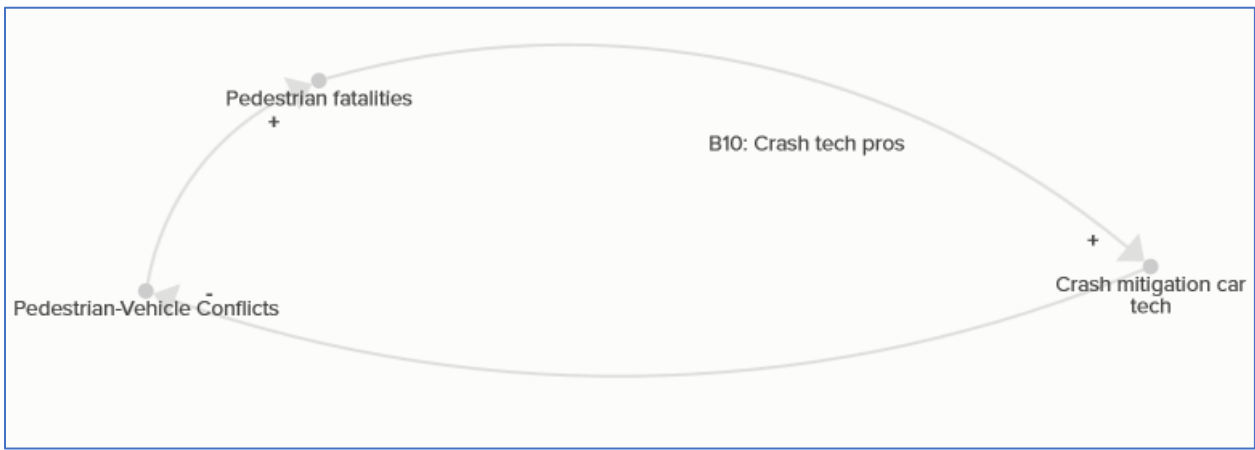 Pedestrian fatalities
+
B10: Crash tech pros
+
Crash mitigation car
tech
-
Pedestrian-Vehicle Conflicts